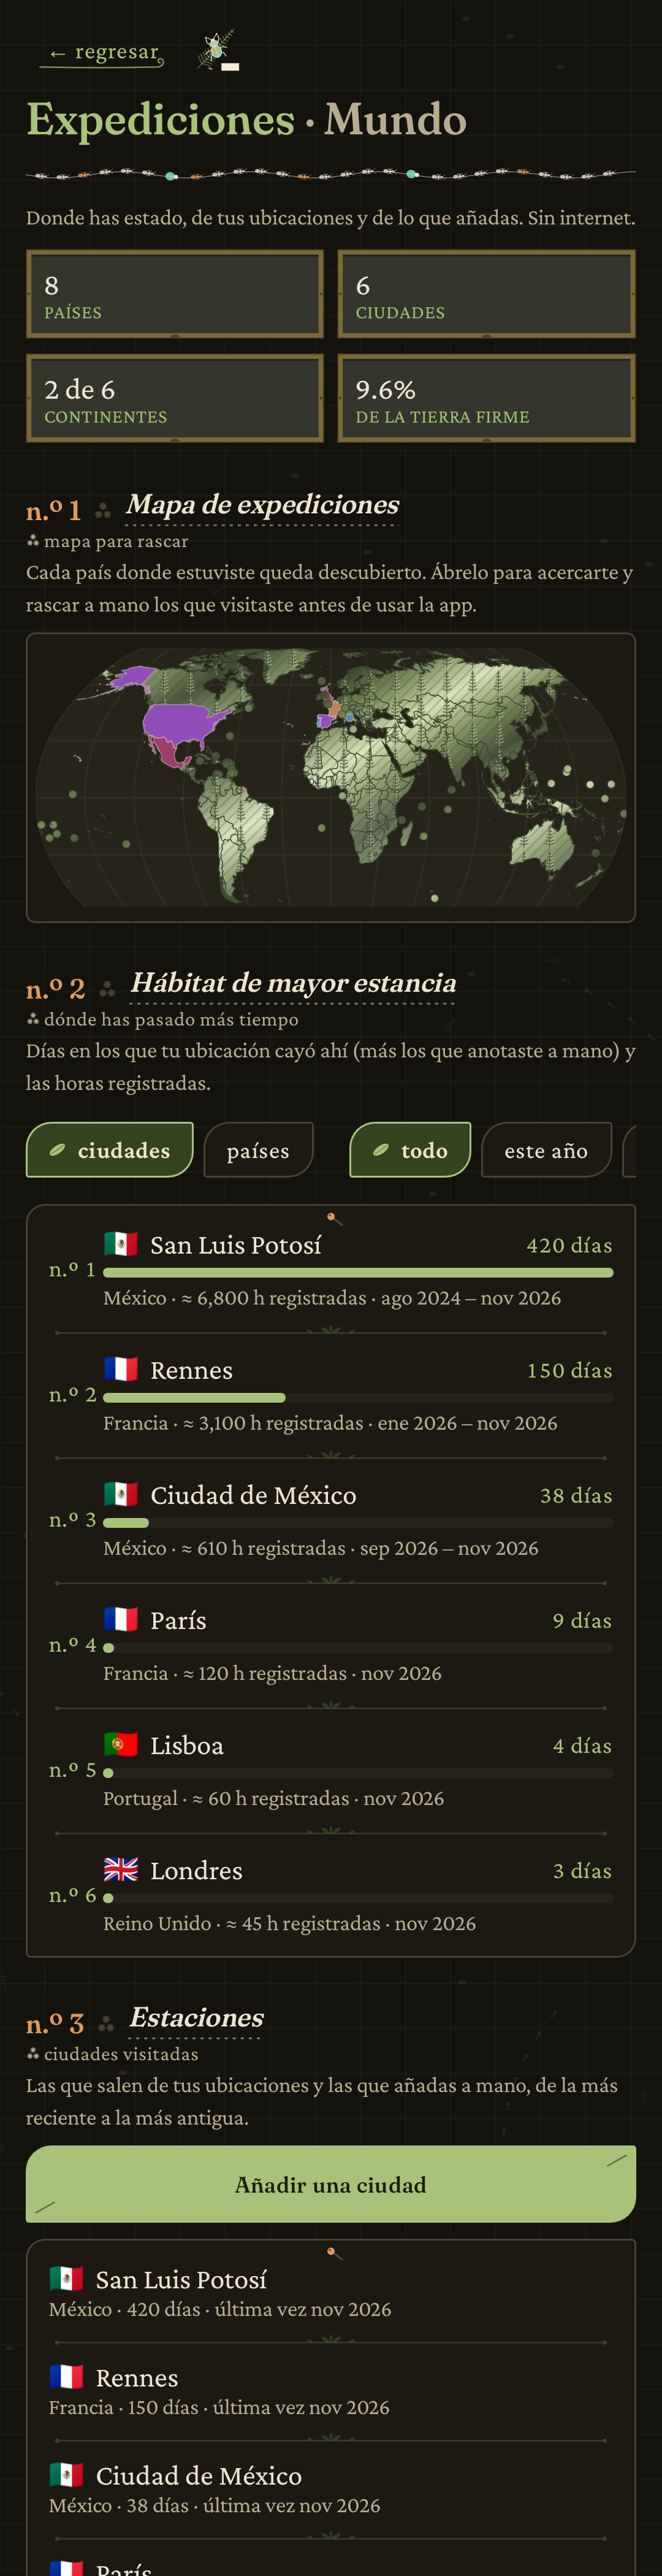 ← regresar
Expediciones · Mundo
Donde has estado, de tus ubicaciones y de lo que añadas. Sin internet.
8
PAÍSES
6
CIUDADES
2 de 6
CONTINENTES
9.6%
DE LA TIERRA FIRME
n.º 1 Mapa de expediciones
mapa para rascar
Cada país donde estuviste queda descubierto. Ábrelo para acercarte y
rascar a mano los que visitaste antes de usar la app.
n.º 2 Hábitat de mayor estancia
dónde has pasado más tiempo
Días en los que tu ubicación cayó ahí (más los que anotaste a mano) y
las horas registradas.
ciudades países todo este año
San Luis Potosí 420 días
n.º 1
México · ≈ 6,800 h registradas · ago 2024 – nov 2026
Rennes 150 días
n.º 2
Francia · ≈ 3,100 h registradas · ene 2026 – nov 2026
Ciudad de México 38 días
n.º 3
México · ≈ 610 h registradas · sep 2026 – nov 2026
París 9 días
n.º 4
Francia · ≈ 120 h registradas · nov 2026
Lisboa 4 días
n.º 5
Portugal · ≈ 60 h registradas · nov 2026
Londres 3 días
n.º 6
Reino Unido · ≈ 45 h registradas · nov 2026
n.º 3 Estaciones
ciudades visitadas
Las que salen de tus ubicaciones y las que añadas a mano, de la más
reciente a la más antigua.
Añadir una ciudad
San Luis Potosí
México · 420 días · última vez nov 2026
Rennes
Francia · 150 días · última vez nov 2026
Ciudad de México
México · 38 días · última vez nov 2026
París